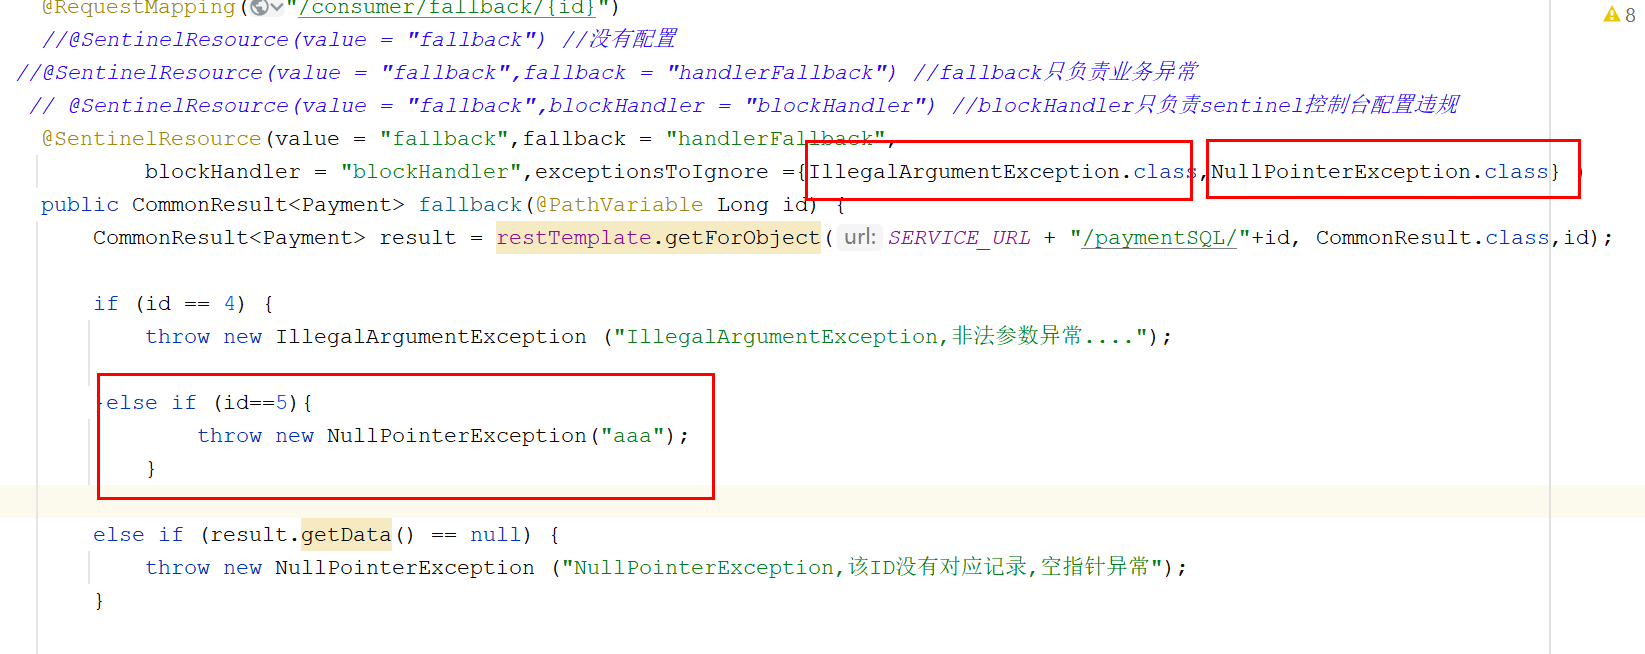 @RequestMapping("/consumer/fallback/{id}")
8
//@SentinelResource(value = "fallback") //没有配置
//@SentinelResource(value = "fallback",fallback = "handlerFallback") //fallback只负责业务异常
// @SentinelResource(value = "fallback",blockHandler = "blockHandler") //blockHandler只负责sentinel控制台配置违规
@SentinelResource(value = "fallback",fallback = "handlerFallback",
blockHandler = "blockHandler",exceptionsToIgnore ={IllegalArgumentException.class,NullPointerException.class} )
public CommonResult<Payment> fallback(@PathVariable Long id) {
CommonResult<Payment> result = restTemplate.getForObject( url: SERVICE_URL + "/paymentSQL/"+id, CommonResult.class,id);
if (id == 4) {
throw new IllegalArgumentException ("IllegalArgumentException,非法参数异常....");
}else if (id==5){
throw new NullPointerException("aaa");
}
else if (result.getData() == null) {
throw new NullPointerException ("NullPointerException,该ID没有对应记录,空指针异常");
}